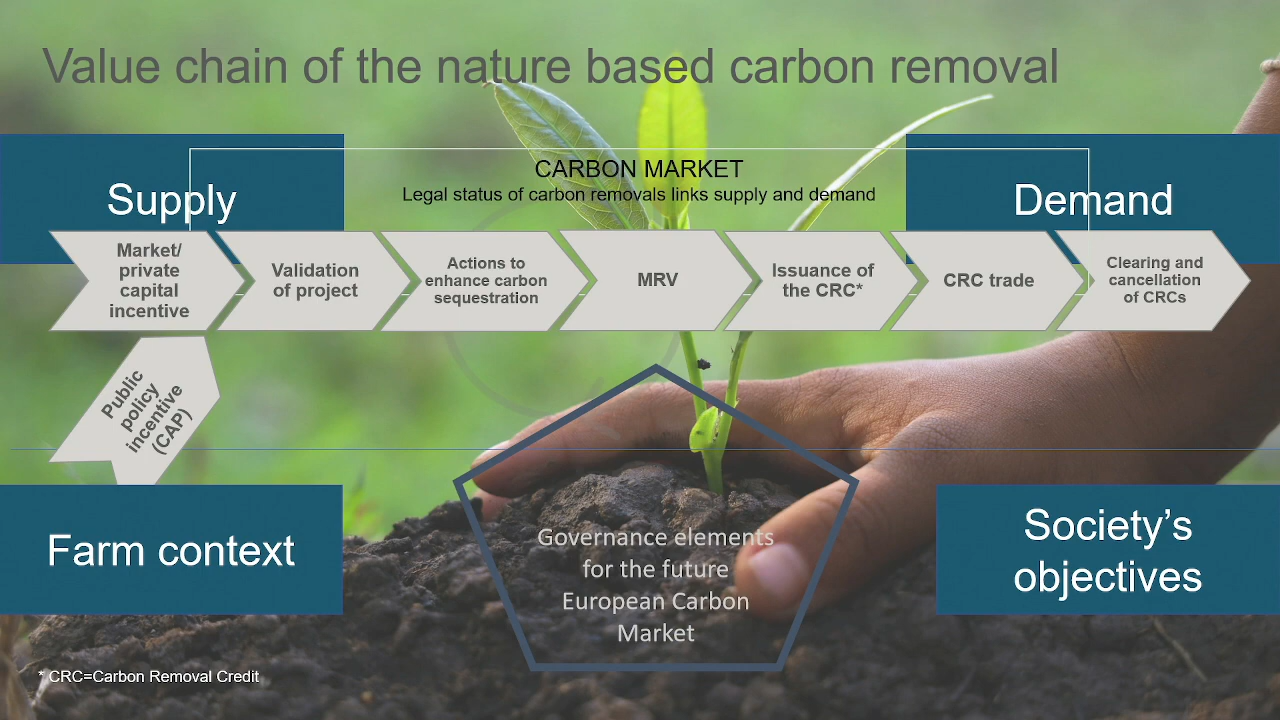 Value chain of the nature based carbon removal
Supply
CARBON MARKET
Legal status of carbon removals links supply and demand
Demand
Market/
private
capital
incentive
Validation
of project
Actions to
enhance carbon
sequestration
MRV
Issuance of
the CRC*
CRC trade
Clearing and
cancellation
of CRCs
Public
policy
incentive
(CAP)
Farm context
Governance elements
for the future
European Carbon
Market
Society’s
objectives
* CRC=Carbon Removal Credit